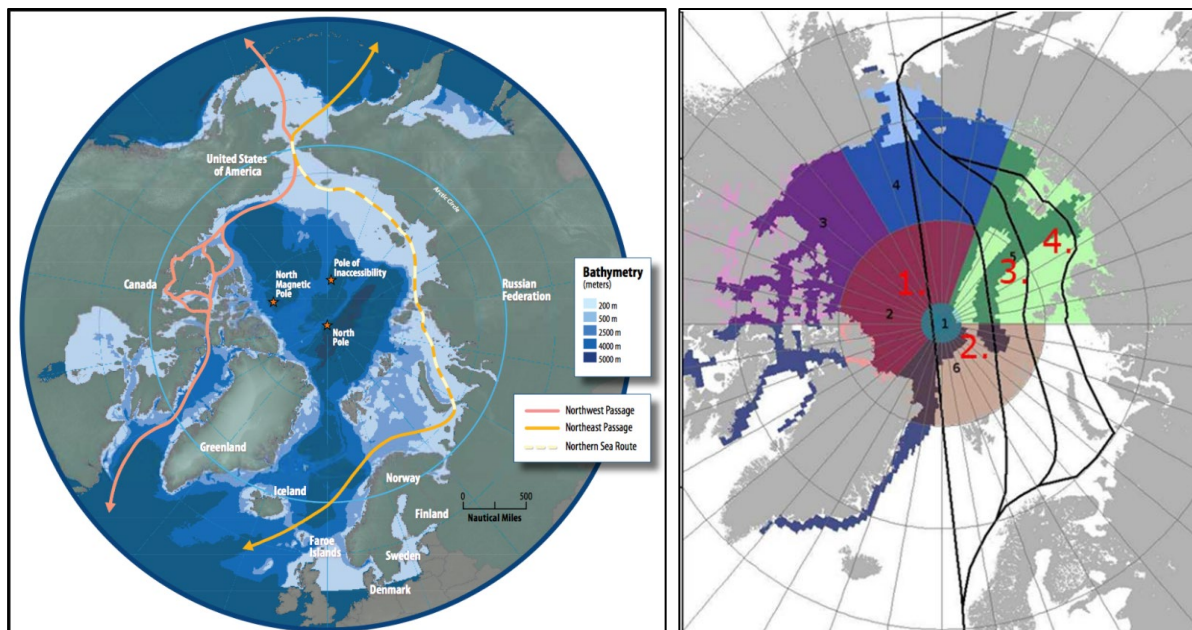 United States
of America
Arctic Circle
Pole of
Inaccessibility
North
Magnetic
Pole
Canada
North
Pole
Russian
Federation
Greenland
Iceland
Norway
Finland
Faroe
Islands
Sweden
Denmark
0 500
Nautical Miles
Bathymetry
(meters)
200 m
500 m
2500 m
4000 m
5000 m
Northwest Passage
Northeast Passage
Northern Sea Route
4
3
5
4.
3.
1.
2
1
2.
6